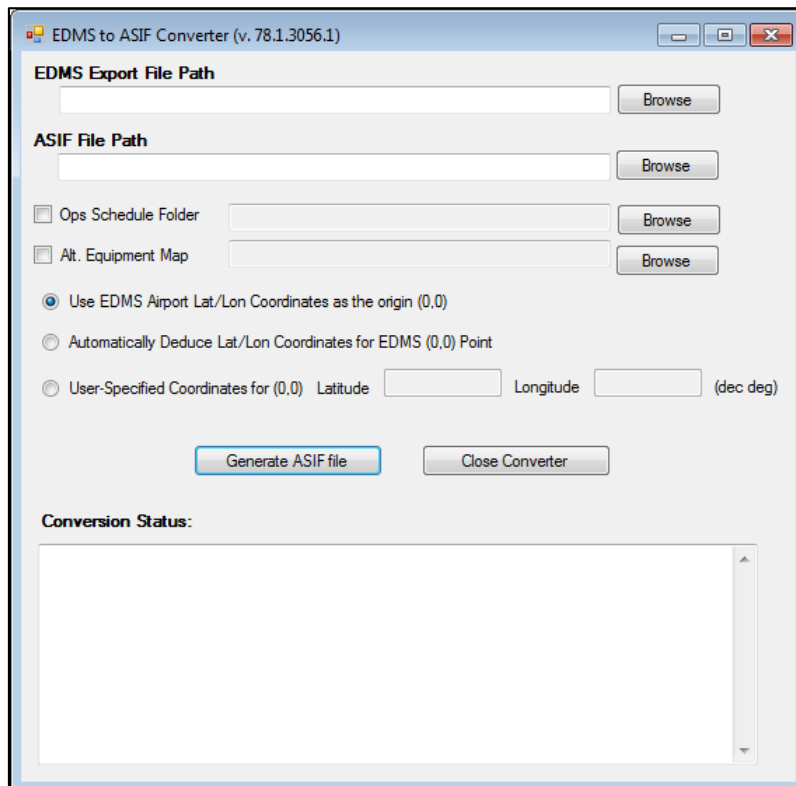 EDMS to ASIF Converter (v. 78.1.3056.1)
EDMS Export File Path
Browse
ASIF File Path
Browse
Ops Schedule Folder Browse
Alt. Equipment Map Browse
Use EDMS Airport Lat/Lon Coordinates as the origin (0,0)
Automatically Deduce Lat/Lon Coordinates for EDMS (0,0) Point
User-Specified Coordinates for (0,0) Latitude Longitude (dec deg)
Generate ASIF file Close Converter
Conversion Status: